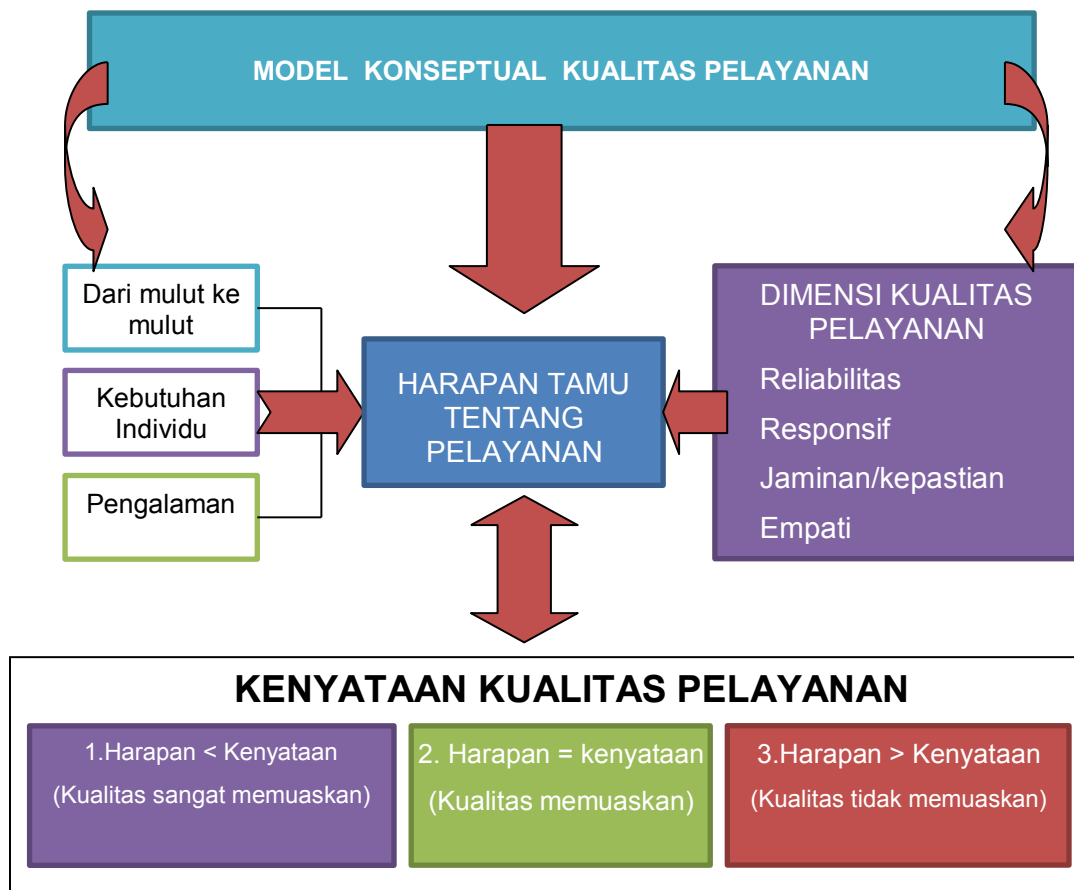 MODEL KONSEPTUAL KUALITAS PELAYANAN
Dari mulut ke
mulut
Kebutuhan
Individu
Pengalaman
HARAPAN TAMU
TENTANG
PELAYANAN
DIMENSI KUALITAS
PELAYANAN
Reliabilitas
Responsif
Jaminan/kepastian
Empati
KENYATAAN KUALITAS PELAYANAN
1.Harapan < Kenyataan
(Kualitas sangat memuaskan)
2. Harapan = kenyataan
(Kualitas memuaskan)
3.Harapan > Kenyataan
(Kualitas tidak memuaskan)